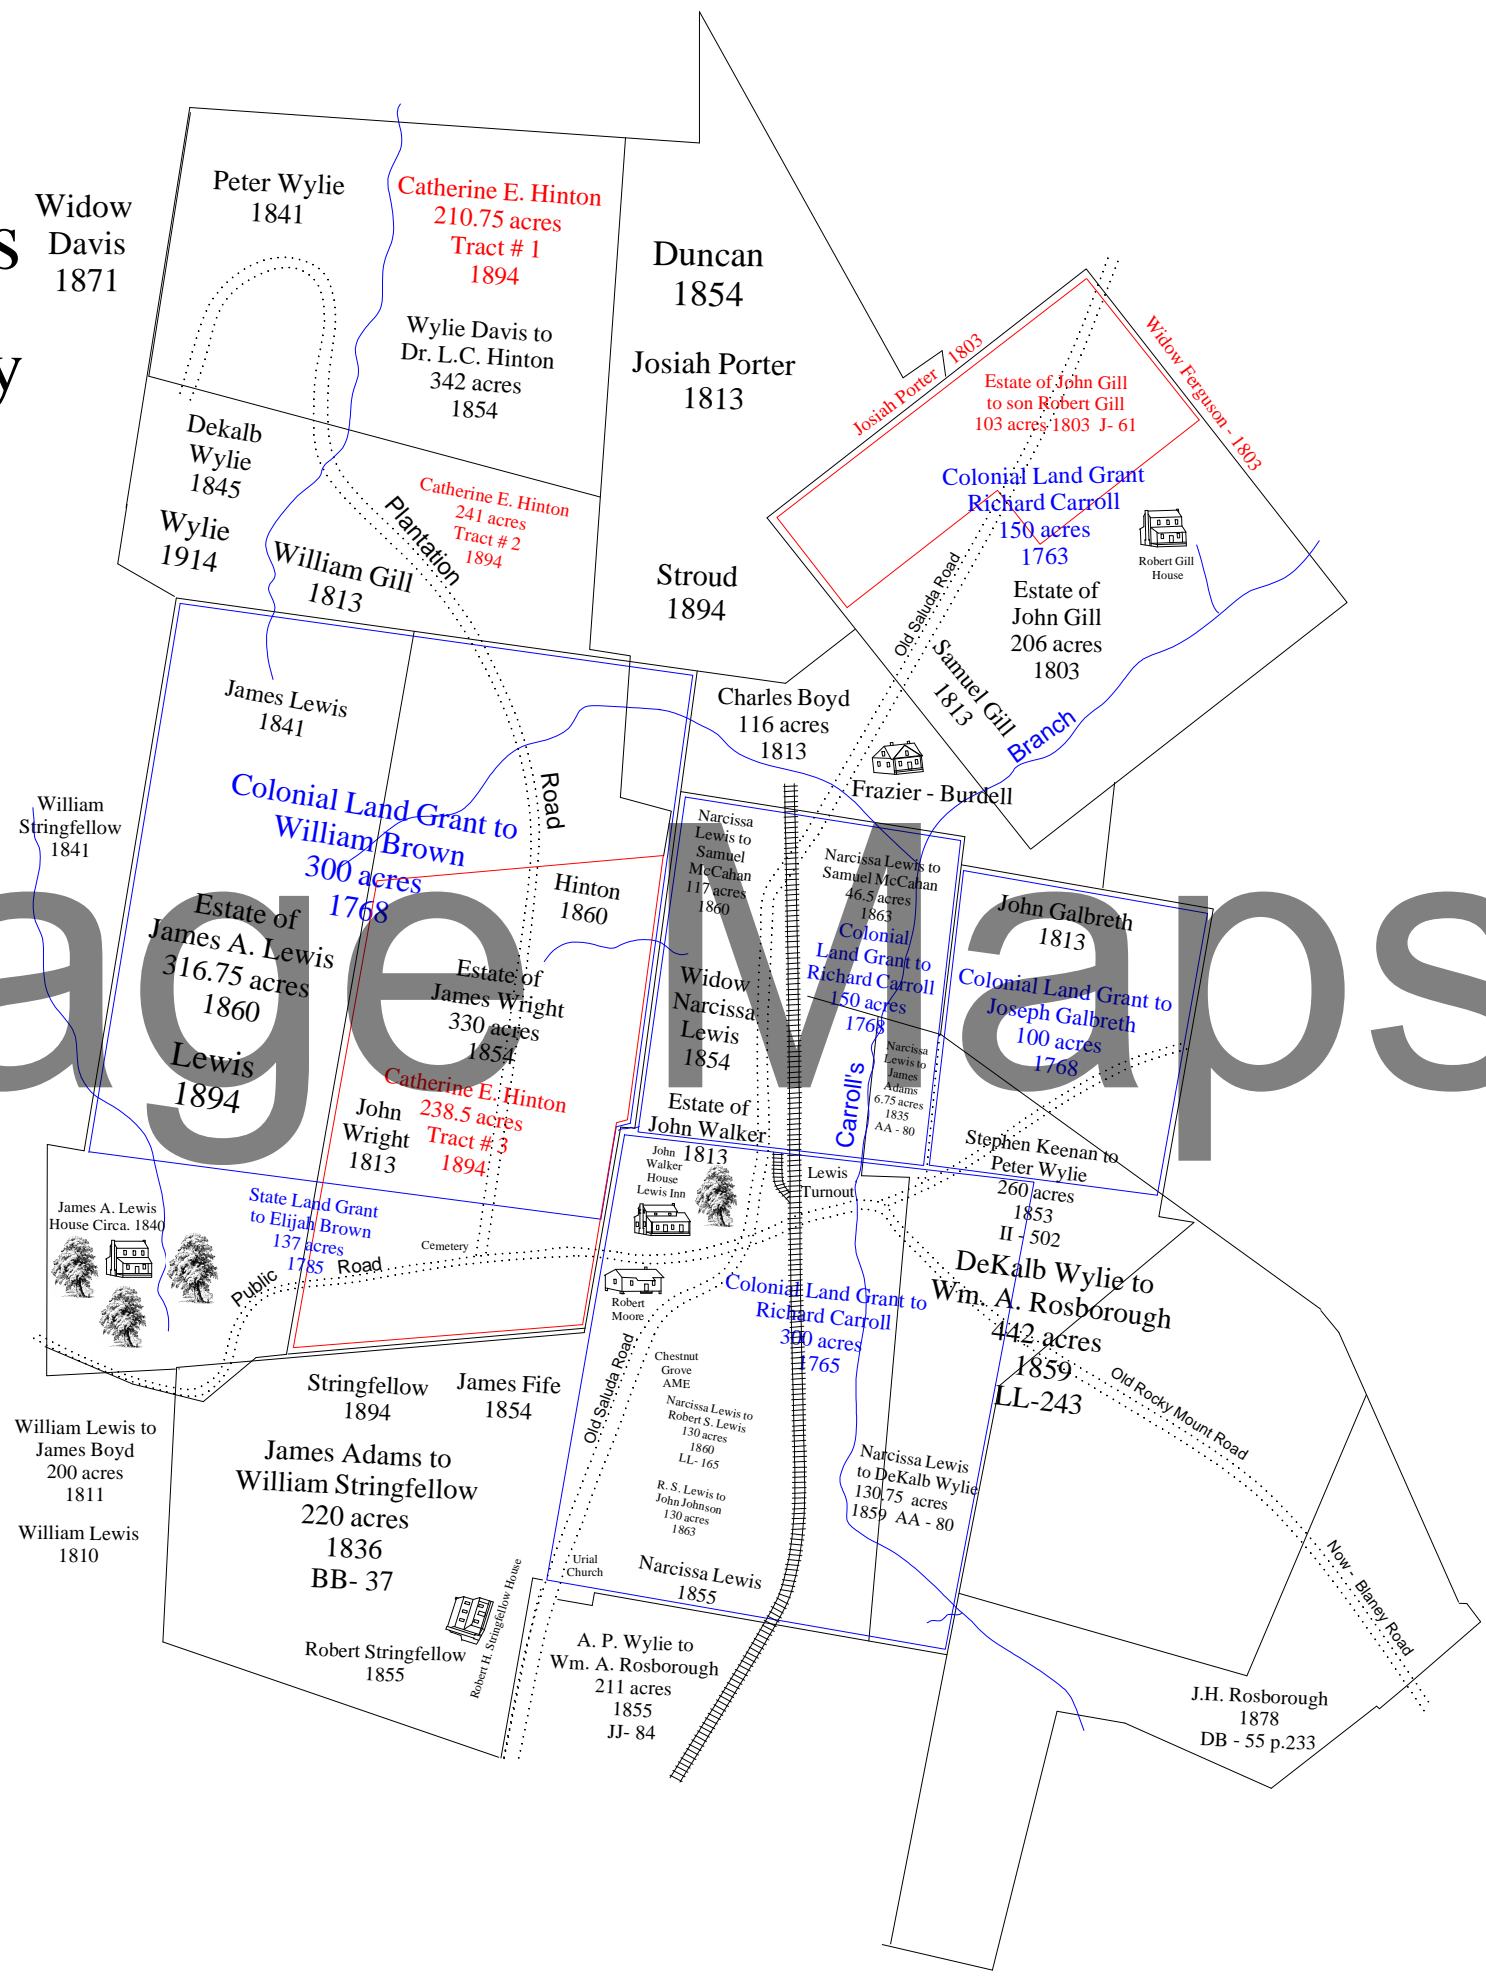 s
y
Widow
Davis
1871
Peter Wylie
1841
Catherine E. Hinton
210.75 acres
Tract # 1
1894
Wylie Davis to
Dr. L.C. Hinton
342 acres
1854
Duncan
1854
Josiah Porter
1813
Josiah Porter 1803
Widow Ferguson - 1803
Estate of John Gill
to son Robert Gill
103 acres 1803 J- 61
Colonial Land Grant
Richard Carroll
150 acres
1763
Robert Gill
House
Estate of
John Gill
206 acres
1803
Samuel Gill
1813
Branch
Old Saluda Road
Dekalb
Wylie
1845
Wylie
1914
Catherine E. Hinton
241 acres
Tract # 2
1894
Plantation
William Gill
1813
Stroud
1894
James Lewis
1841
Charles Boyd
116 acres
1813
Frazier - Burdell
Road
Colonial Land Grant to
William Brown
300 acres
1768
William
Stringfellow
1841
Hinton
1860
Narcissa
Lewis to
Samuel
McCahan
117 acres
1860
Narcissa Lewis to
Samuel McCahan
46.5 acres
1863
Colonial
Land Grant to
Richard Carroll
150 acres
1768
John Galbreth
1813
Colonial Land Grant to
Joseph Galbreth
100 acres
1768
age Maps
Estate of
James A. Lewis
316.75 acres
1860
Lewis
1894
Estate of
James Wright
330 acres
1854
Widow
Narcissa
Lewis
1854
Narcissa
Lewis to
James
Adams
6.75 acres
1835
AA - 80
Carroll's
Catherine E. Hinton
238.5 acres
Tract # 3
1894
John
Wright
1813
Estate of
John Walker
1813
John
Walker
House
Lewis Inn
Lewis
Turnout
Stephen Keenan to
Peter Wylie
260 acres
1853
II - 502
James A. Lewis
House Circa. 1840
State Land Grant
to Elijah Brown
137 acres
1785
Cemetery
Public Road
Robert
Moore
Colonial Land Grant to
Richard Carroll
300 acres
1765
DeKalb Wylie to
Wm. A. Rosborough
442 acres
1859
LL-243
Old Rocky Mount Road
Old Saluda Road
Chestnut
Grove
AME
Narcissa Lewis to
Robert S. Lewis
130 acres
1860
LL- 165
R. S. Lewis to
John Johnson
130 acres
1863
Narcissa Lewis
to DeKalb Wylie
130.75 acres
1859 AA - 80
Stringfellow
1894
James Fife
1854
William Lewis to
James Boyd
200 acres
1811
William Lewis
1810
James Adams to
William Stringfellow
220 acres
1836
BB- 37
Urial
Church
Narcissa Lewis
1855
Now - Blaney Road
Robert H. Stringfellow House
Robert Stringfellow
1855
A. P. Wylie to
Wm. A. Rosborough
211 acres
1855
JJ- 84
J.H. Rosborough
1878
DB - 55 p.233